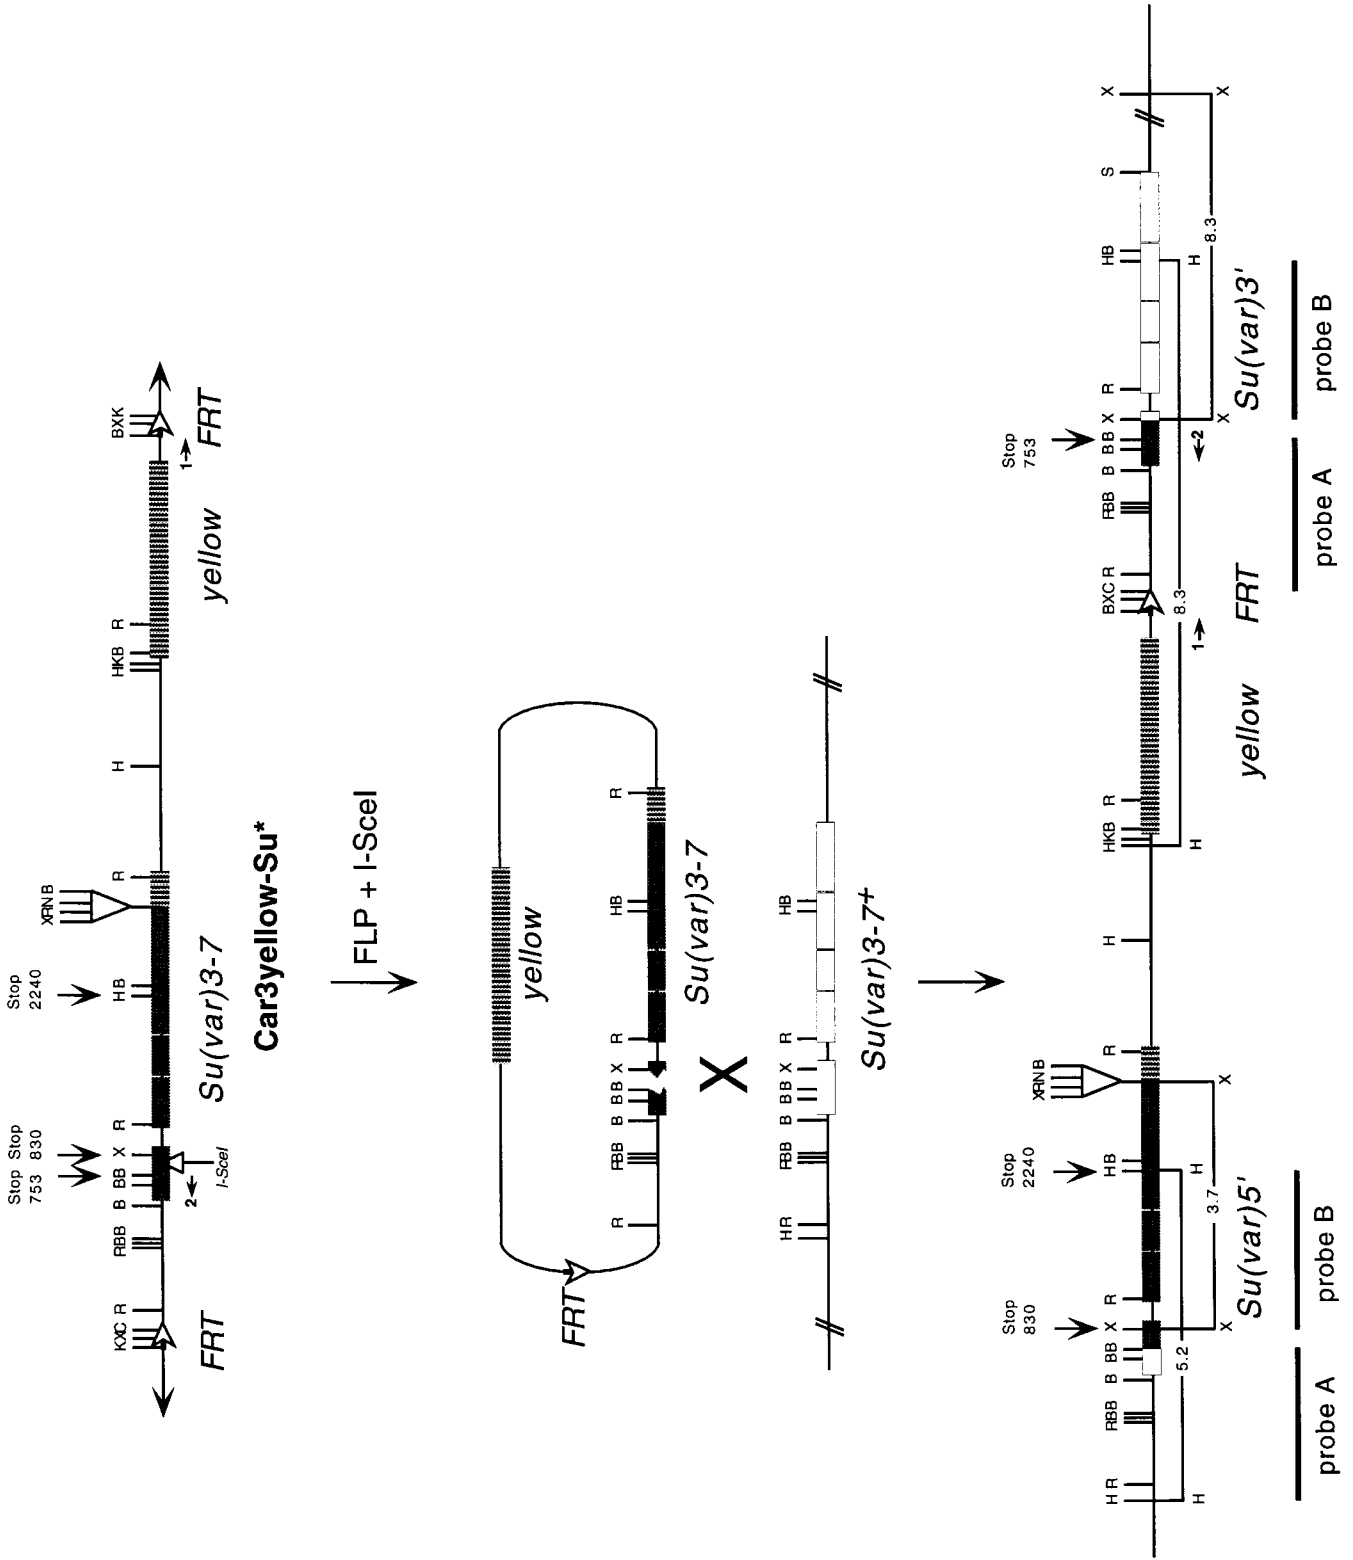 Stop 753
Stop 830
Stop 2240
KXC R RBB B BB X R HB XRNB R H HKB R BXK
2
I-SceI
1
FRT
Su(var)3-7
yellow
FRT
Car3yellow-Su*
FLP + I-SceI
yellow
FRT
R RBB B BB X R HB R
Su(var)3-7
X
HR RBB B BB X R HB
Su(var)3-7+
Stop 830
Stop 2240
Stop 753
H R RBB B BB X R HB XRNB R H HKB R BXC R RBB B BB X R HB S X
H 5.2 H
H 8.3 H
1
2
X 3.7 X
X 8.3 X
Su(var)5'
yellow
FRT
Su(var)3'
probe A
probe B
probe A
probe B